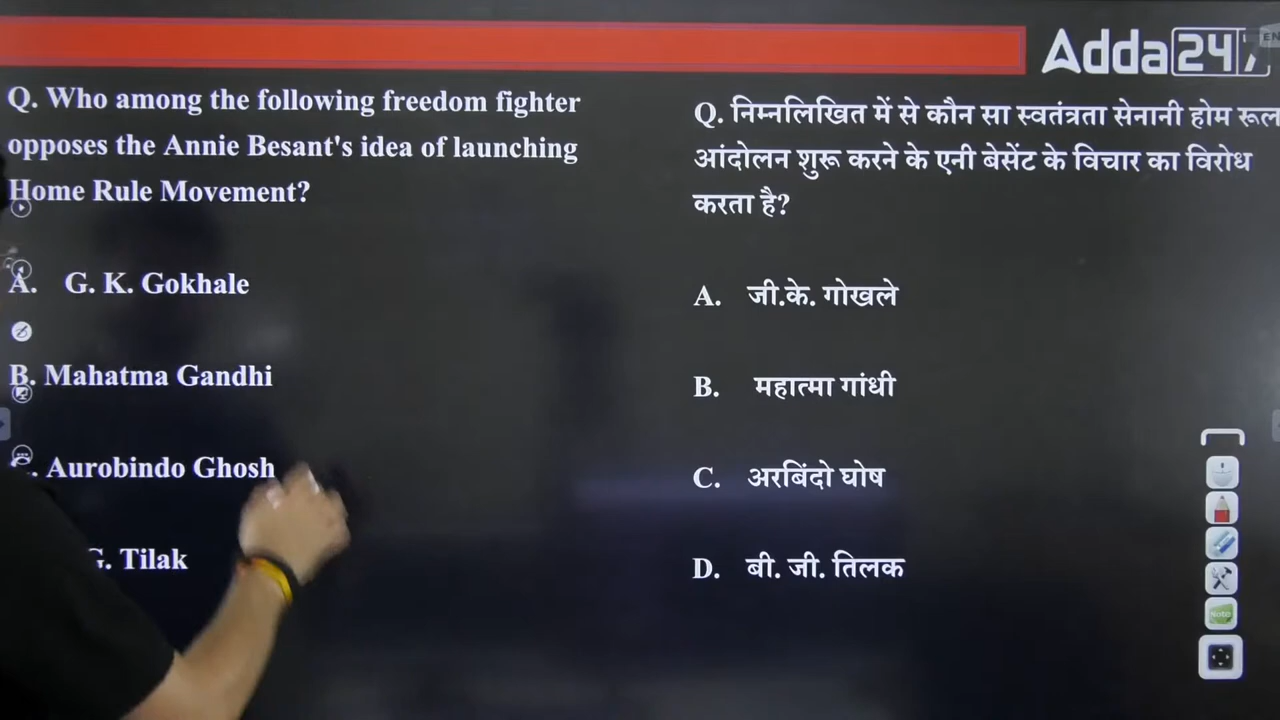 Adda247
EN
Q. Who among the following freedom fighter
opposes the Annie Besant's idea of launching
Home Rule Movement?
A. G. K. Gokhale
B. Mahatma Gandhi
Aurobindo Ghosh
G. Tilak
Q. निम्नलिखित में से कौन सा स्वतंत्रता सेनानी होम रूल
आंदोलन शुरू करने के एनी बेसेंट के विचार का विरोध
करता है?
A. जी.के. गोखले
B. महात्मा गांधी
C. अरबिंदो घोष
D. बी. जी. तिलक